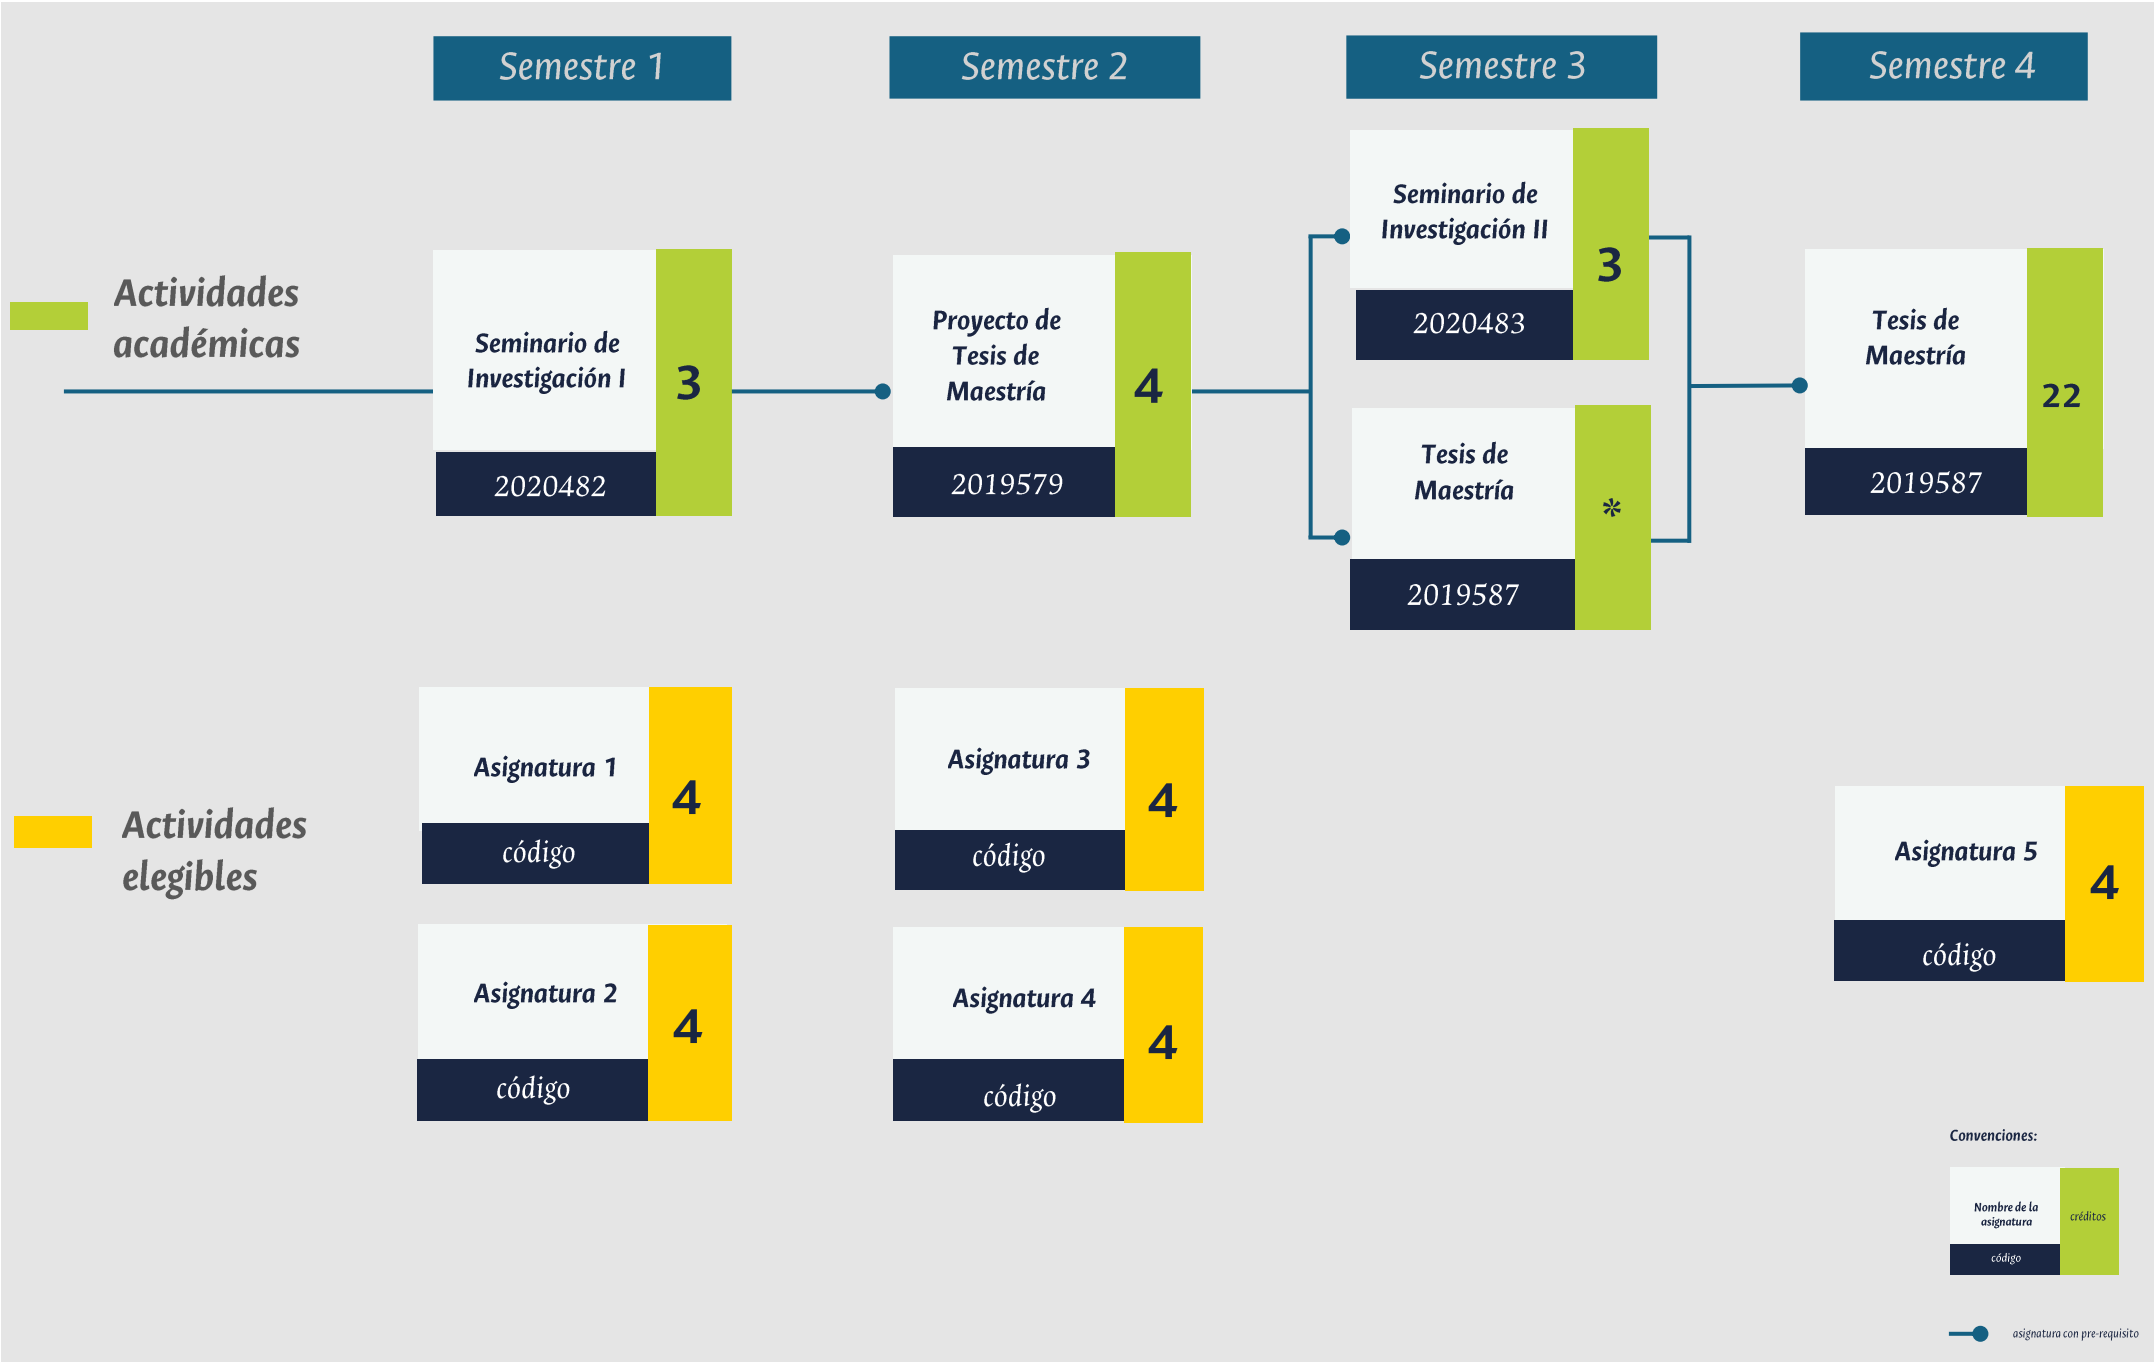 Semestre 1
Semestre 2
Semestre 3
Semestre 4
Actividades
académicas
Seminario de
Investigación I
3
2020482
Proyecto de
Tesis de
Maestría
4
2019579
Seminario de
Investigación II
3
2020483
Tesis de
Maestría
*
2019587
Tesis de
Maestría
22
2019587
Actividades
elegibles
Asignatura 1
4
código
Asignatura 2
4
código
Asignatura 3
4
código
Asignatura 4
4
código
Asignatura 5
4
código
Convenciones:
Nombre de la
asignatura
créditos
código
asignatura con pre-requisito